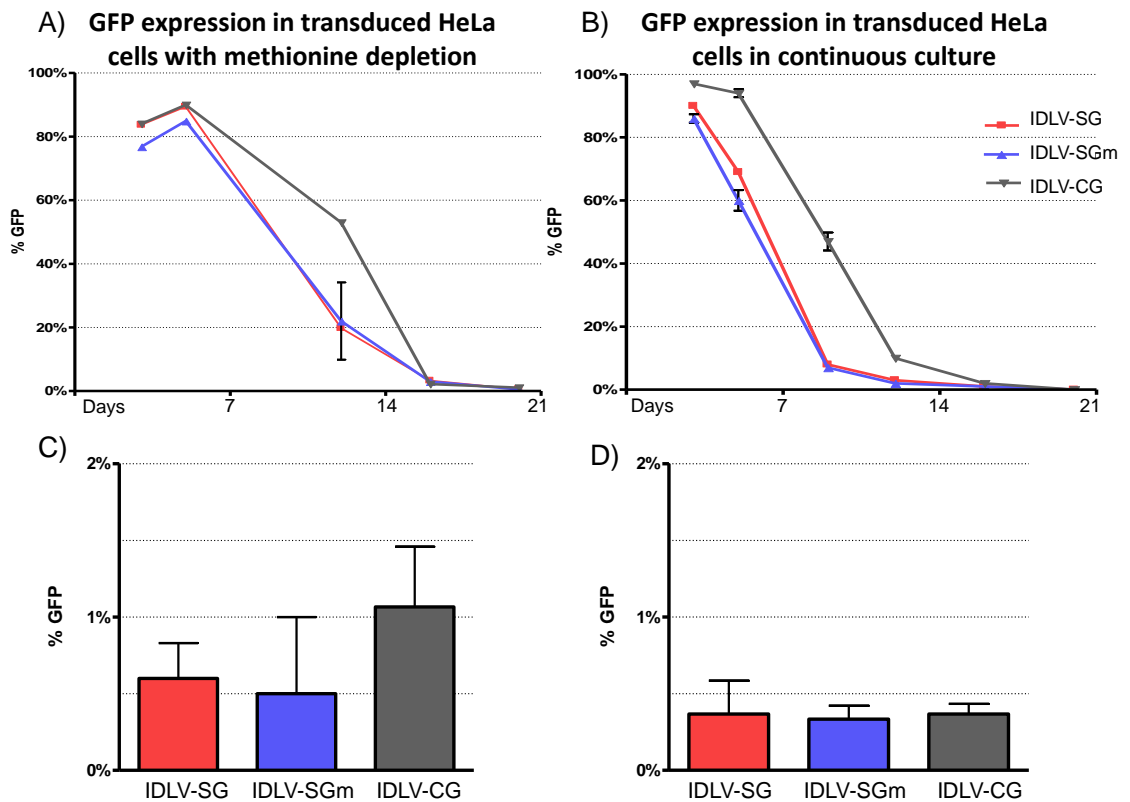 A) GFP expression in transduced HeLa
cells with methionine depletion
100%
80%
60%
40%
20%
0%
% GFP
Days 7 14 21
B) GFP expression in transduced HeLa
cells in continuous culture
100%
80%
60%
40%
20%
0%
% GFP
Days 7 14 21
IDLV-SG
IDLV-SGm
IDLV-CG
C)
2%
1%
0%
% GFP
IDLV-SG IDLV-SGm IDLV-CG
D)
2%
1%
0%
% GFP
IDLV-SG IDLV-SGm IDLV-CG